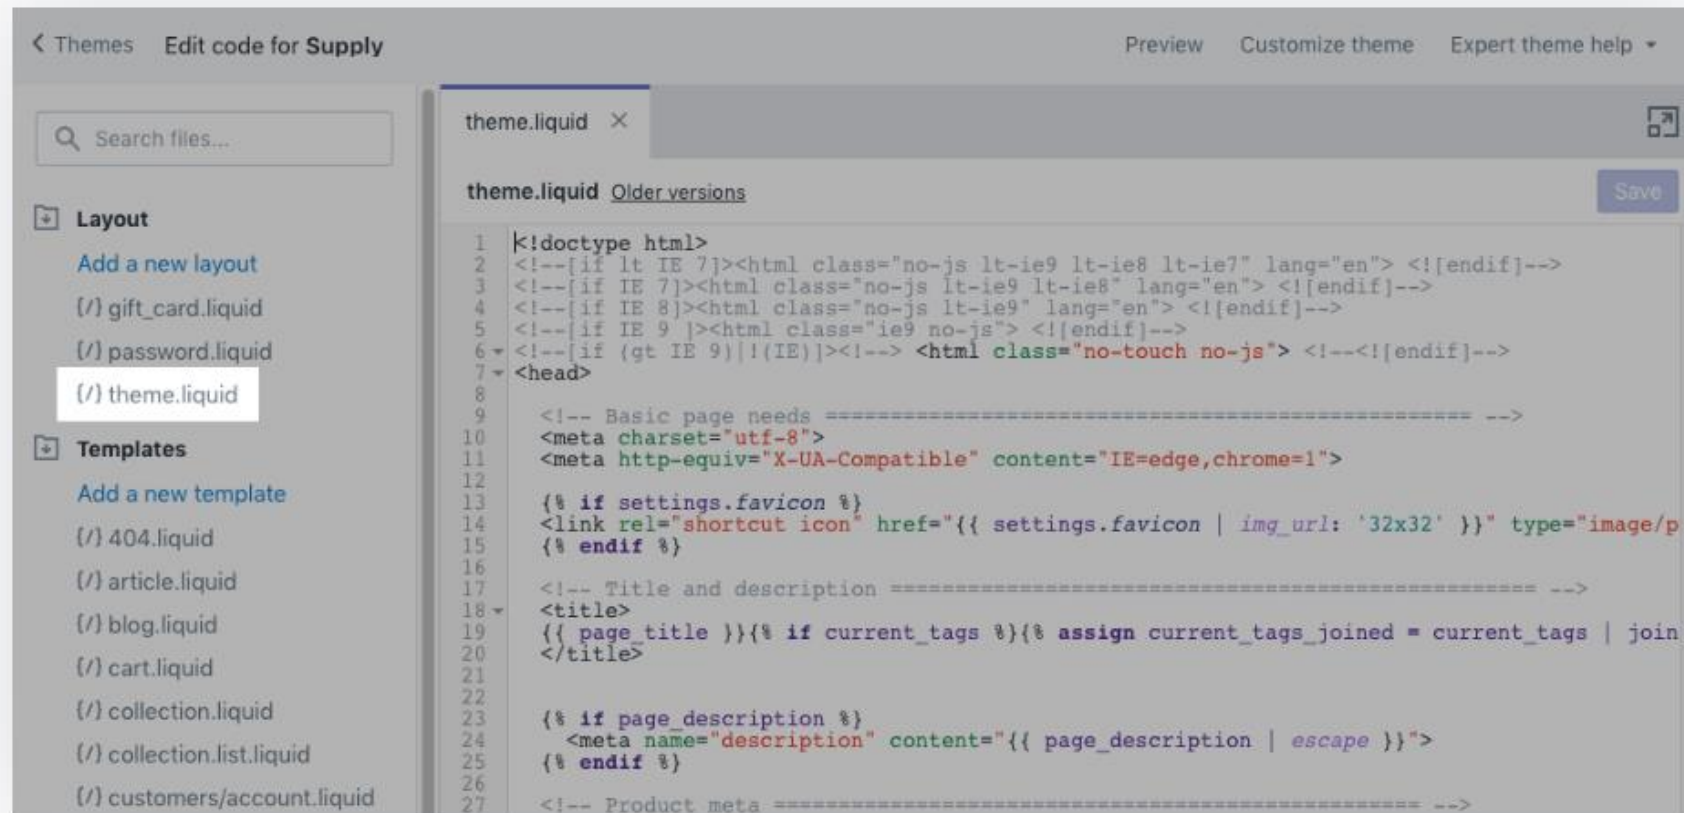 Themes Edit code for Supply Preview Customize theme Expert theme help
Search files...
Layout
Add a new layout
{/} gift_card.liquid
{/} password.liquid
{/} theme.liquid
Templates
Add a new template
{/} 404.liquid
{/} article.liquid
{/} blog.liquid
{/} cart.liquid
{/} collection.liquid
{/} collection.list.liquid
{/} customers/account.liquid
theme.liquid ×
theme.liquid Older versions Save
1 <!doctype html>
2 <!--[if lt IE 7]><html class="no-js lt-ie9 lt-ie8 lt-ie7" lang="en"> <![endif]-->
3 <!--[if IE 7]><html class="no-js lt-ie9 lt-ie8" lang="en"> <![endif]-->
4 <!--[if IE 8]><html class="no-js lt-ie9" lang="en"> <![endif]-->
5 <!--[if IE 9 ]><html class="ie9 no-js"> <![endif]-->
6 <!--[if (gt IE 9)|!(IE)]><!--> <html class="no-touch no-js"> <!--<![endif]-->
7 <head>
8
9 <!-- Basic page needs ================================================== -->
10 <meta charset="utf-8">
11 <meta http-equiv="X-UA-Compatible" content="IE=edge,chrome=1">
12
13 {% if settings.favicon %}
14 <link rel="shortcut icon" href="{{ settings.favicon | img_url: '32x32' }}" type="image/p
15 {% endif %}
16
17 <!-- Title and description ================================================== -->
18 <title>
19 {{ page_title }}{% if current_tags %}{% assign current_tags_joined = current_tags | join
20 </title>
21
22
23 {% if page_description %}
24 <meta name="description" content="{{ page_description | escape }}">
25 {% endif %}
26
27 <!-- Product meta ================================================== -->